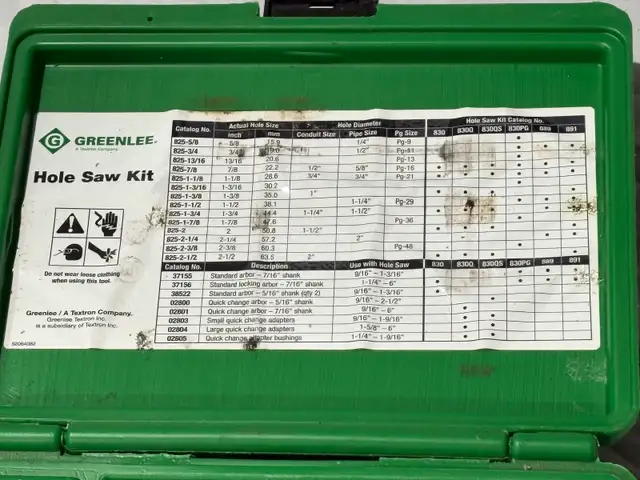 GREENLEE®
A Textron Company
Hole Saw Kit
Do not wear loose clothing
when using this tool.
Greenlee / A Textron Company.
Greenlee Textron Inc.
is a subsidiary of Textron Inc.
Catalog No. Actual Hole Size Hole Diameter Hole Saw Kit Catalog No.
inch mm Conduit Size Pipe Size Pg Size 830 830Q 830QS 830PG 889 891
825-5/8 5/8 15.9 1/4" Pg-9
825-3/4 3/4 19.0 1/2" Pg-11
825-13/16 13/16 20.6 Pg-13
825-7/8 7/8 22.2 1/2" 5/8" Pg-16
825-1-1/8 1-1/8 28.6 3/4" 3/4" Pg-21
825-1-3/16 1-3/16 30.2
825-1-3/8 1-3/8 35.0 1"
825-1-1/2 1-1/2 38.1 1-1/4" Pg-29
825-1-3/4 1-3/4 44.4 1-1/4" 1-1/2"
825-1-7/8 1-7/8 47.6 Pg-36
825-2 2 50.8 1-1/2"
825-2-1/4 2-1/4 57.2 2"
825-2-3/8 2-3/8 60.3 Pg-48
825-2-1/2 2-1/2 63.5 2"
Catalog No. Description Use with Hole Saw 830 830Q 830QS 830PG 889 891
37155 Standard arbor – 7/16" shank 9/16" – 1-3/16"
37156 Standard locking arbor – 7/16" shank 1-1/4" – 6"
38522 Standard arbor – 5/16" shank (qty 2) 9/16" – 1-3/16"
02800 Quick change arbor – 5/16" shank 9/16" – 2-1/2"
02801 Quick change arbor – 7/16" shank 9/16" – 6"
02803 Small quick change adapters 9/16" – 1-9/16"
02804 Large quick change adapters 1-5/8" – 6"
02805 Quick change adapter bushings 1-1/4" – 1-9/16"